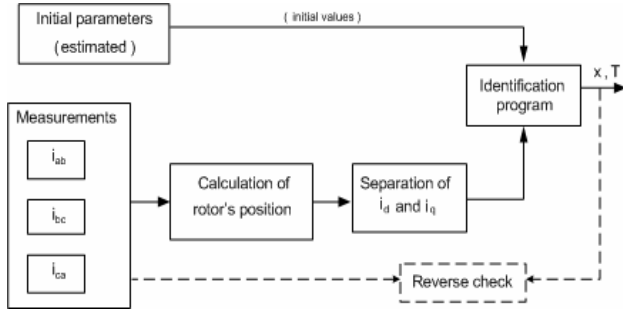 Initial parameters
(estimated)
( initial values )
Identification
program
x , T
Measurements
i_ab
i_bc
i_ca
Calculation of
rotor's position
Separation of
i_d and i_q
Reverse check